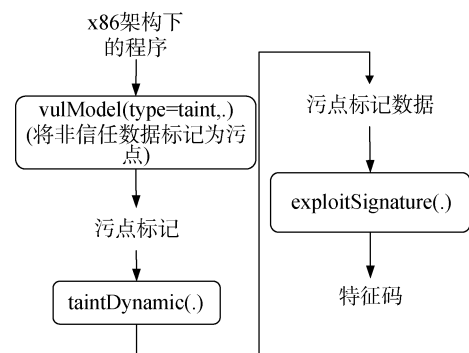 x86架构下
的程序
vulModel(type=taint,.)
(将非信任数据标记为污
点)
污点标记
taintDynamic(.)
污点标记数据
exploitSignature(.)
特征码